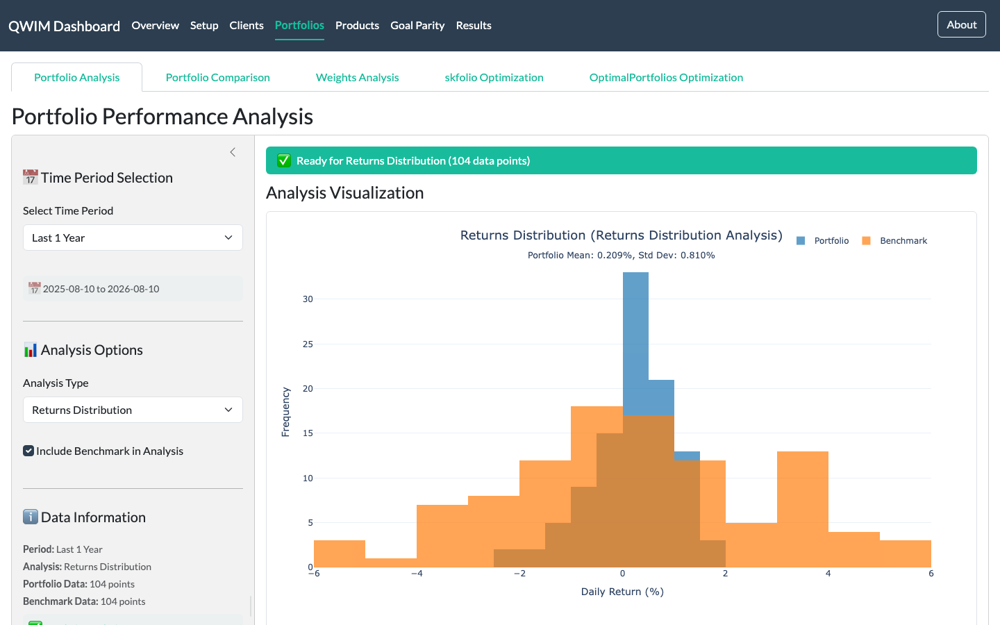 QWIM Dashboard Overview Setup Clients Portfolios Products Goal Parity Results About
Portfolio Analysis Portfolio Comparison Weights Analysis skfolio Optimization OptimalPortfolios Optimization
Portfolio Performance Analysis
17 Time Period Selection
Select Time Period
Last 1 Year
17 2025-08-10 to 2026-08-10
Analysis Options
Analysis Type
Returns Distribution
Include Benchmark in Analysis
Data Information
Period: Last 1 Year
Analysis: Returns Distribution
Portfolio Data: 104 points
Benchmark Data: 104 points
Ready for Returns Distribution (104 data points)
Analysis Visualization
Returns Distribution (Returns Distribution Analysis)
Portfolio Mean: 0.209%, Std Dev: 0.810%
Portfolio Benchmark
30
25
20
15
10
5
0
Frequency
−6 −4 −2 0 2 4 6
Daily Return (%)